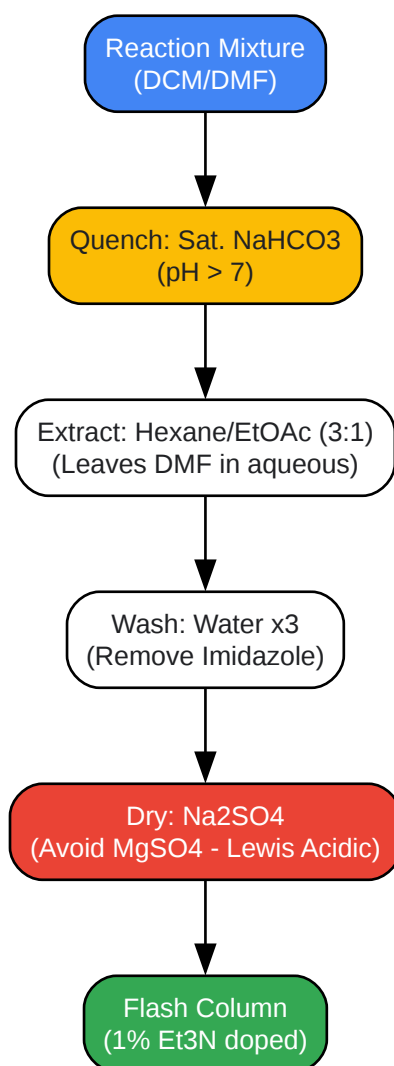 Reaction Mixture
(DCM/DMF)
Quench: Sat. NaHCO3
(pH > 7)
Extract: Hexane/EtOAc (3:1)
(Leaves DMF in aqueous)
Wash: Water x3
(Remove Imidazole)
Dry: Na2SO4
(Avoid MgSO4 - Lewis Acidic)
Flash Column
(1% Et3N doped)